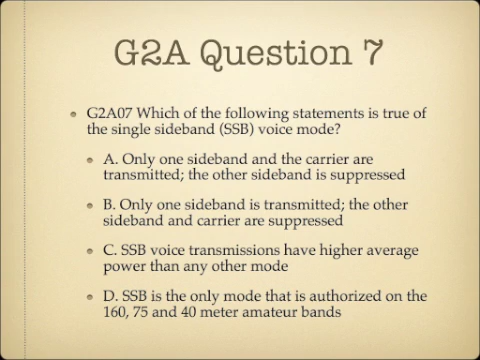 G2A Question 7
G2A07 Which of the following statements is true of
the single sideband (SSB) voice mode?
A. Only one sideband and the carrier are
transmitted; the other sideband is suppressed
B. Only one sideband is transmitted; the other
sideband and carrier are suppressed
C. SSB voice transmissions have higher average
power than any other mode
D. SSB is the only mode that is authorized on the
160, 75 and 40 meter amateur bands